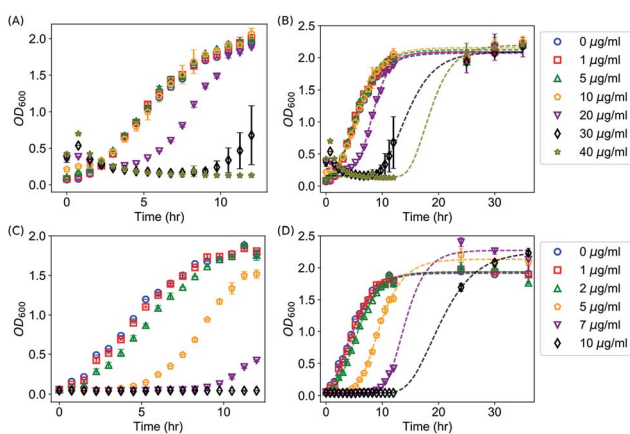 (A)
2.0
1.5
1.0
0.5
0.0
OD600
0 5 10
Time (hr)
(B)
2.5
2.0
1.5
1.0
0.5
0.0
OD600
0 10 20 30
Time (hr)
0 μg/ml
1 μg/ml
5 μg/ml
10 μg/ml
20 μg/ml
30 μg/ml
40 μg/ml
(C)
2.0
1.5
1.0
0.5
0.0
OD600
0 5 10
Time (hr)
(D)
2.5
2.0
1.5
1.0
0.5
0.0
OD600
0 10 20 30
Time (hr)
0 μg/ml
1 μg/ml
2 μg/ml
5 μg/ml
7 μg/ml
10 μg/ml